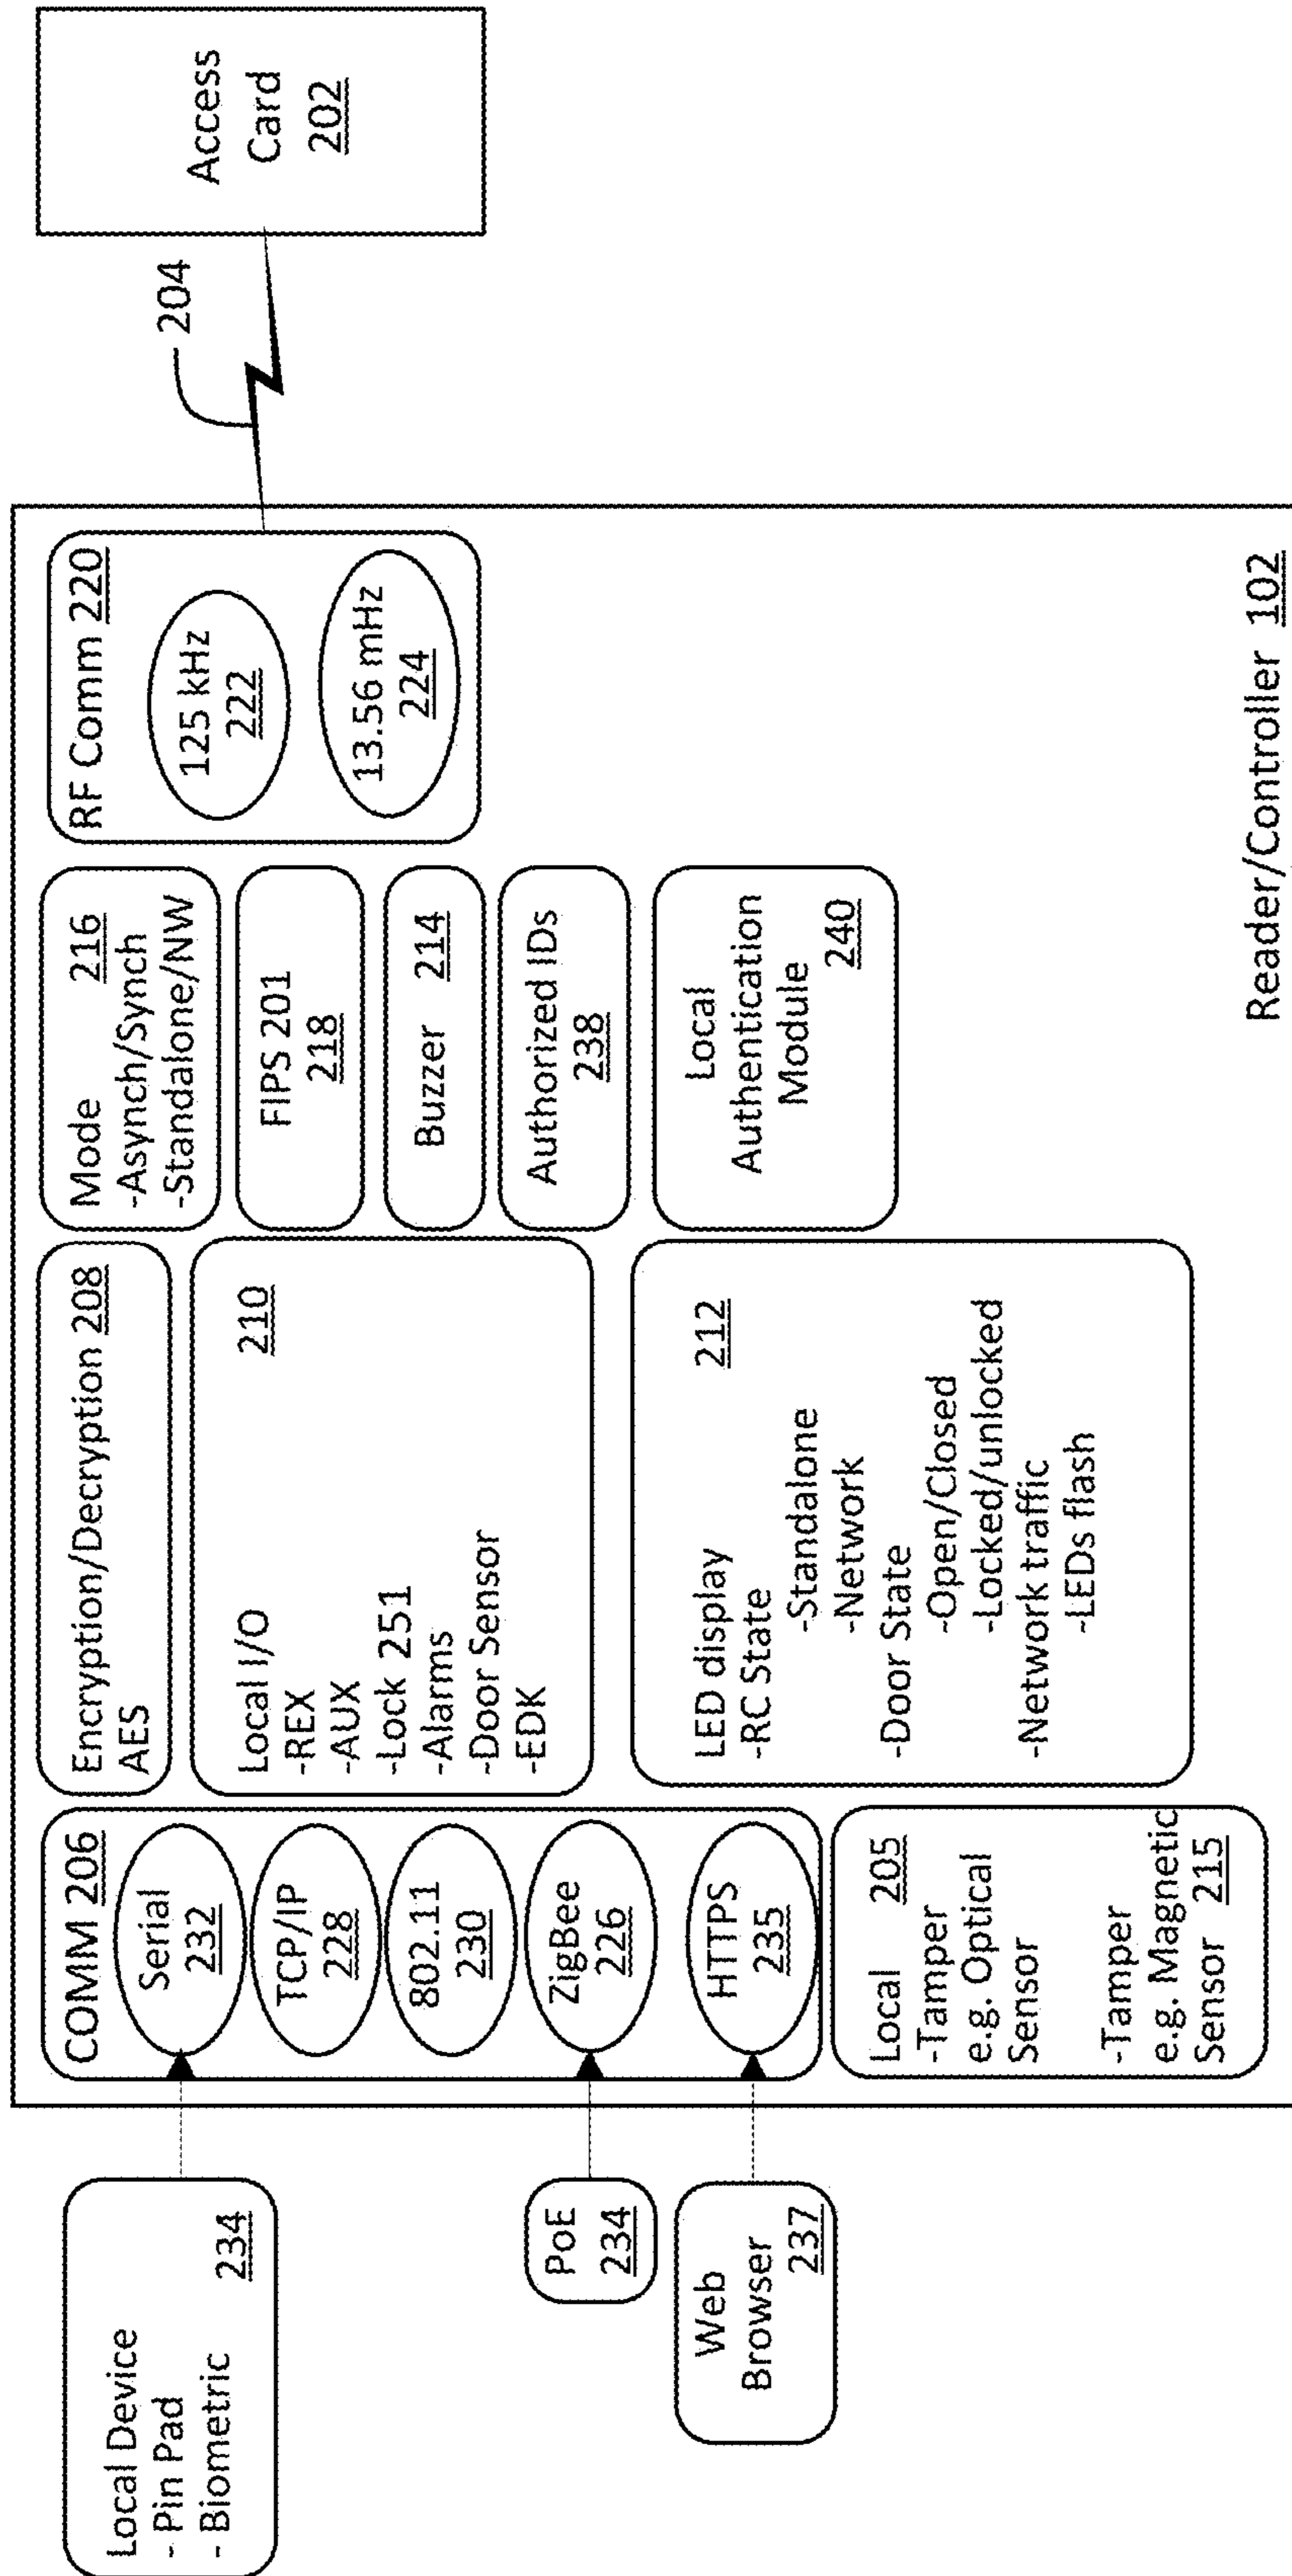 Local Device
- Pin Pad
- Biometric
234
PoE
234
Web
Browser
237
COMM 206
Serial
232
TCP/IP
228
802.11
230
ZigBee
226
HTTPS
235
Local 205
-Tamper
e.g. Optical
Sensor
-Tamper
e.g. Magnetic
Sensor 215
Encryption/Decryption 208
AES
Local I/O 210
-REX
-AUX
-Lock 251
-Alarms
-Door Sensor
-EDK
LED display 212
-RC State
-Standalone
-Network
-Door State
-Open/Closed
-Locked/unlocked
-Network traffic
-LEDs flash
Mode 216
-Asynch/Synch
-Standalone/NW
FIPS 201
218
Buzzer 214
Authorized IDs
238
Local
Authentication
Module
240
RF Comm 220
125 kHz
222
13.56 mHz
224
Reader/Controller 102
204
Access
Card
202